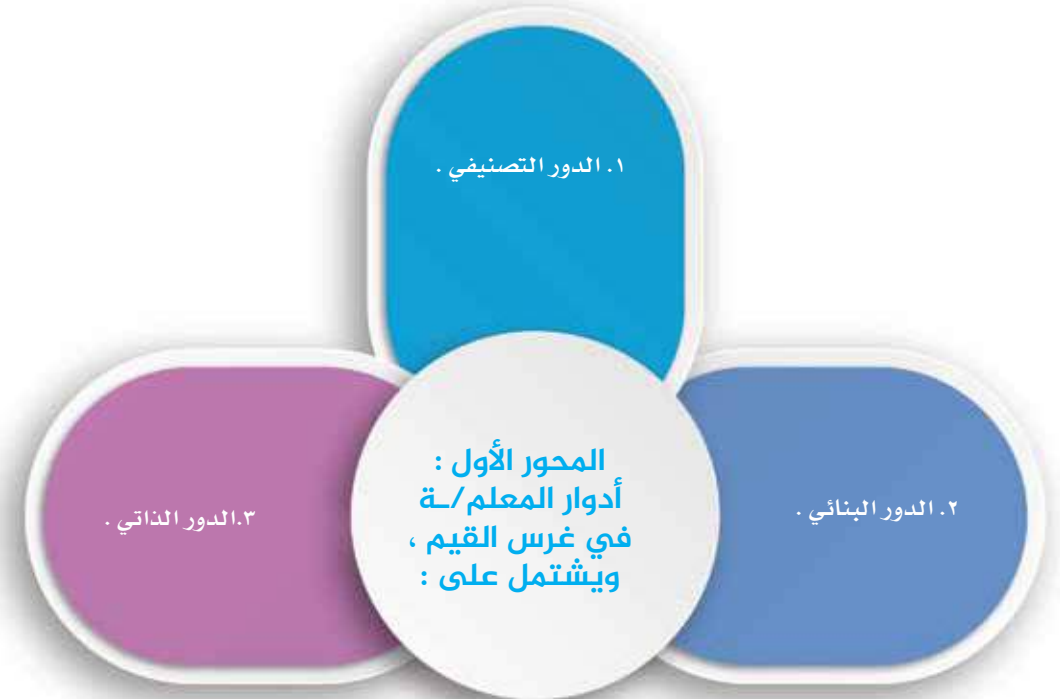 المحور الأول :
أدوار المعلم/ـة
في غرس القيم ،
ويشتمل على :
١. الدور التصنيفي .
٢. الدور البنائي .
٣.الدور الذاتي .